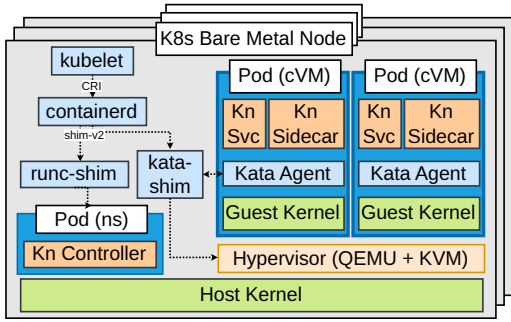 K8s Bare Metal Node
kubelet
CRI
containerd
shim-v2
runc-shim
kata-
shim
Pod (ns)
Kn Controller
Pod (cVM)
Kn
Svc
Kn
Sidecar
Kata Agent
Guest Kernel
Pod (cVM)
Kn
Svc
Kn
Sidecar
Kata Agent
Guest Kernel
Hypervisor (QEMU + KVM)
Host Kernel